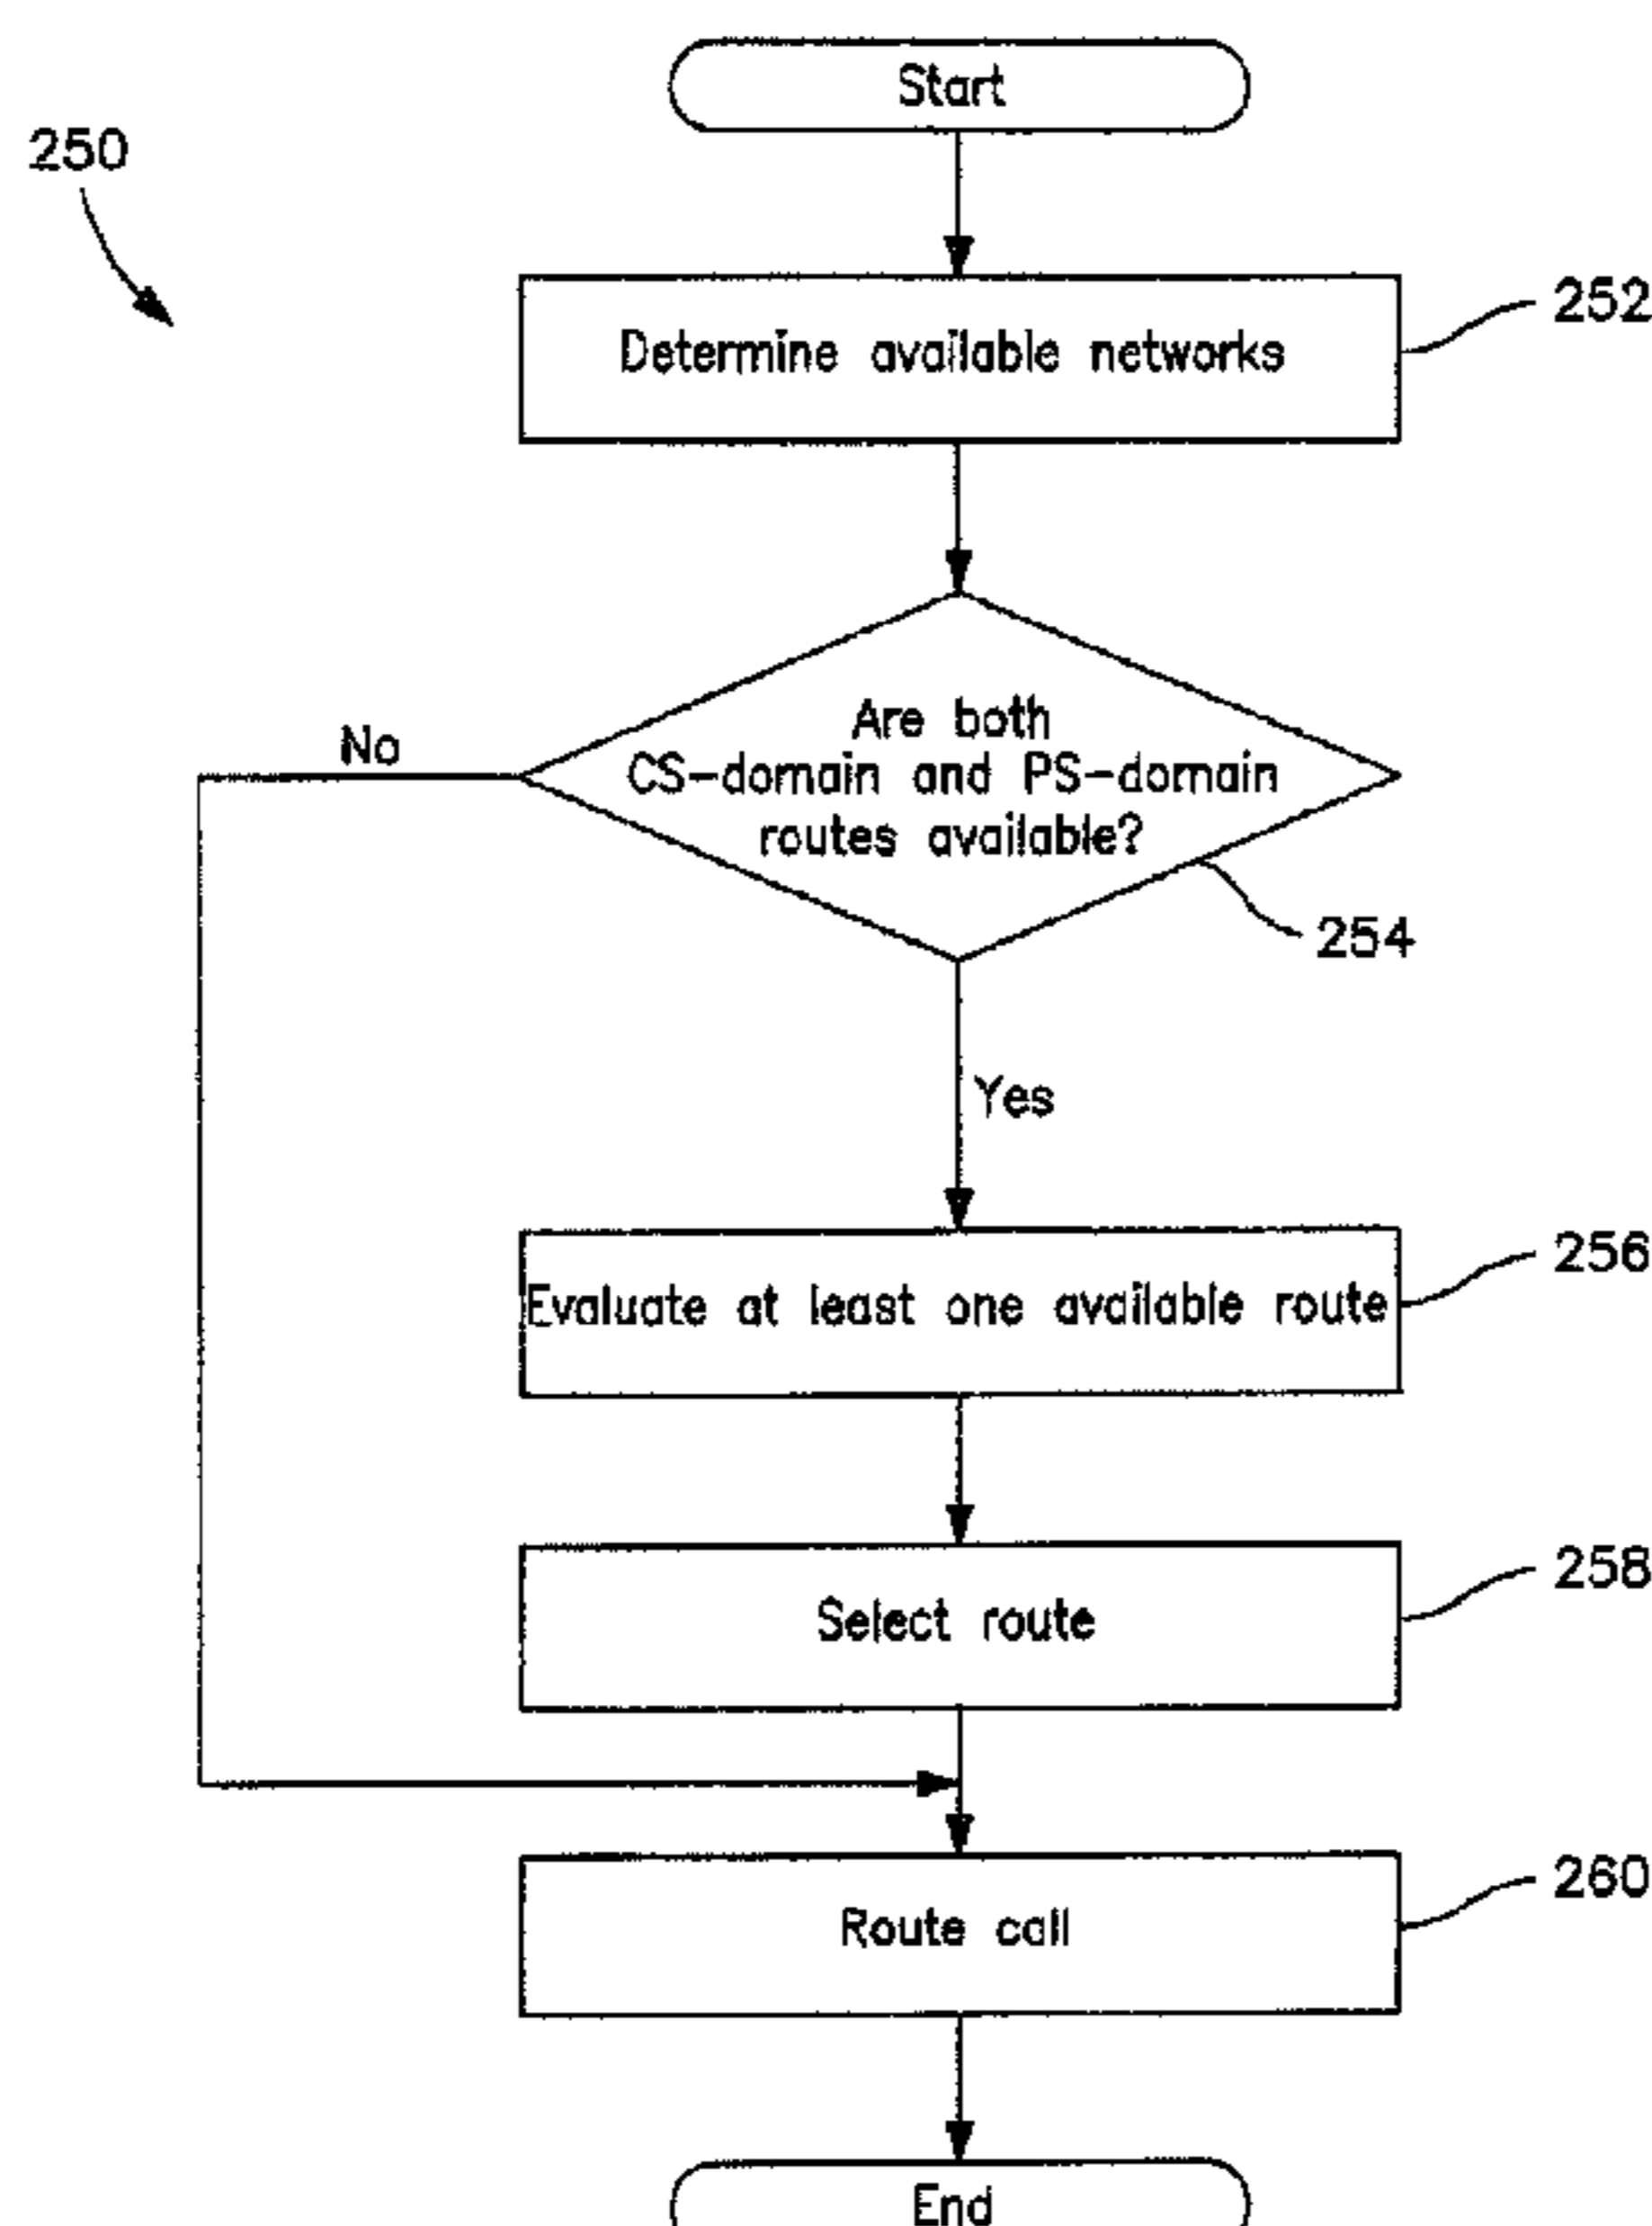 Start
250
Determine available networks
252
Are both
CS-domain and PS-domain
routes available?
No
254
Yes
Evaluate at least one available route
256
Select route
258
Route call
260
End